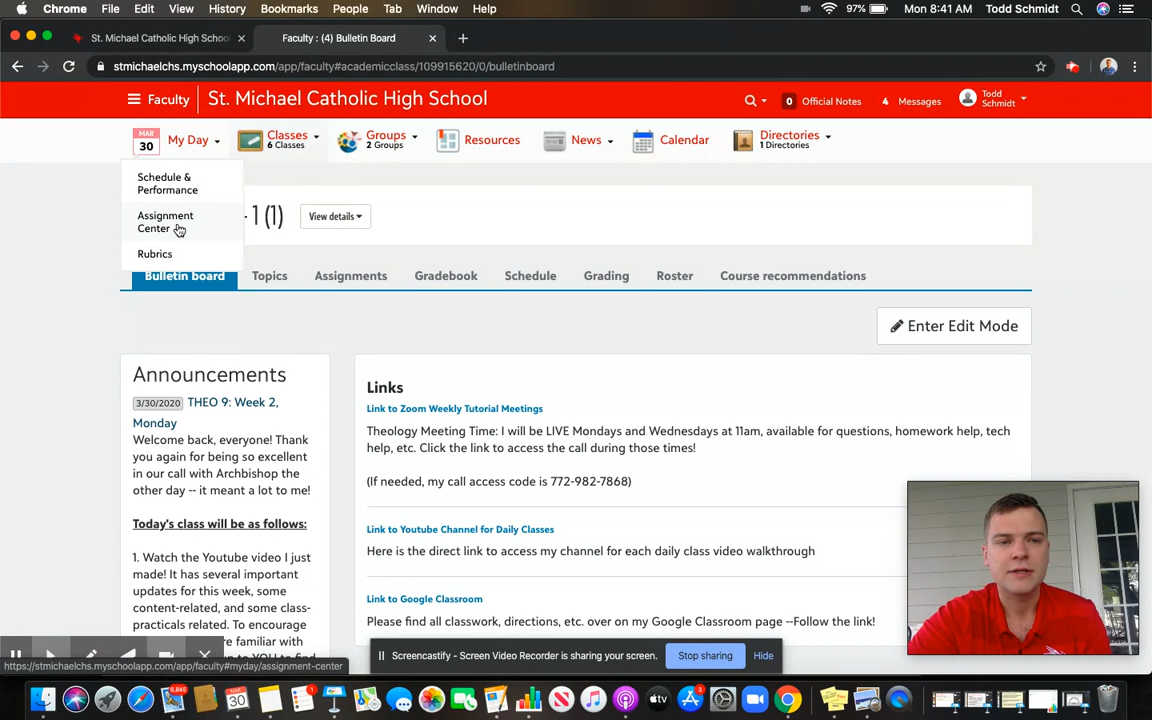 Chrome File Edit View History Bookmarks People Tab Window Help 97% Mon 8:41 AM Todd Schmidt
St. Michael Catholic High School Faculty : (4) Bulletin Board
stmichaelchs.myschoolapp.com/app/faculty#academicclass/109915620/0/bulletinboard
Faculty St. Michael Catholic High School 0 Official Notes 4 Messages Todd Schmidt
MAR 30 My Day Classes 6 Classes Groups 2 Groups Resources News Calendar Directories 1 Directories
Schedule &
Performance
Assignment
Center
Rubrics
- 1 (1) View details
Bulletin board Topics Assignments Gradebook Schedule Grading Roster Course recommendations
Enter Edit Mode
Announcements
3/30/2020 THEO 9: Week 2,
Monday
Welcome back, everyone! Thank
you again for being so excellent
in our call with Archbishop the
other day -- it meant a lot to me!
Today's class will be as follows:
1. Watch the Youtube video I just
made! It has several important
updates for this week, some
content-related, and some class-
practicals related. To encourage
re familiar with
to YOU to find
Links
Link to Zoom Weekly Tutorial Meetings
Theology Meeting Time: I will be LIVE Mondays and Wednesdays at 11am, available for questions, homework help, tech
help, etc. Click the link to access the call during those times!
(If needed, my call access code is 772-982-7868)
Link to Youtube Channel for Daily Classes
Here is the direct link to access my channel for each daily class video walkthrough
Link to Google Classroom
Please find all classwork, directions, etc. over on my Google Classroom page --Follow the link!
Screencastify - Screen Video Recorder is sharing your screen. Stop sharing Hide
https://stmichaelchs.myschoolapp.com/app/faculty#myday/assignment-center